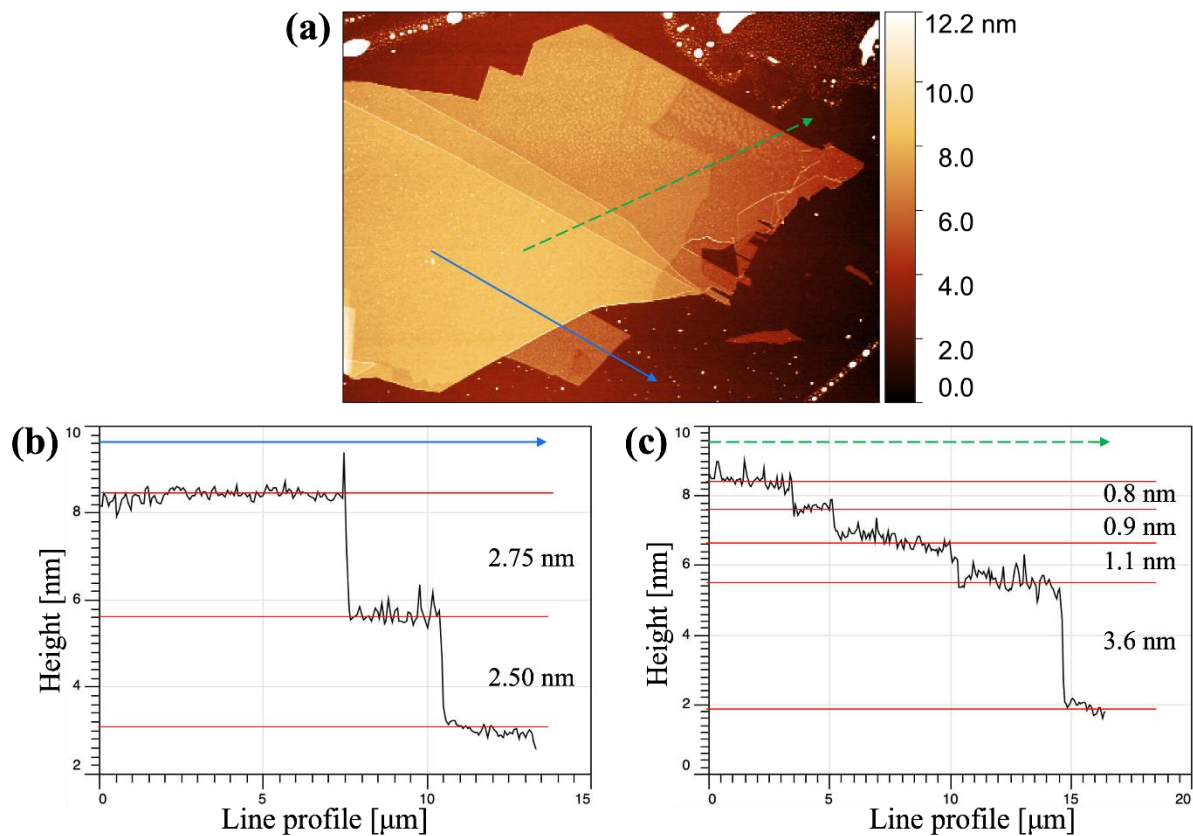 (a)
12.2 nm
10.0
8.0
6.0
4.0
2.0
0.0
(b)
10
8
6
4
2
0
5
10
15
Height [nm]
Line profile [µm]
2.75 nm
2.50 nm
(c)
10
8
6
4
2
0
0
5
10
15
20
Height [nm]
Line profile [µm]
0.8 nm
0.9 nm
1.1 nm
3.6 nm